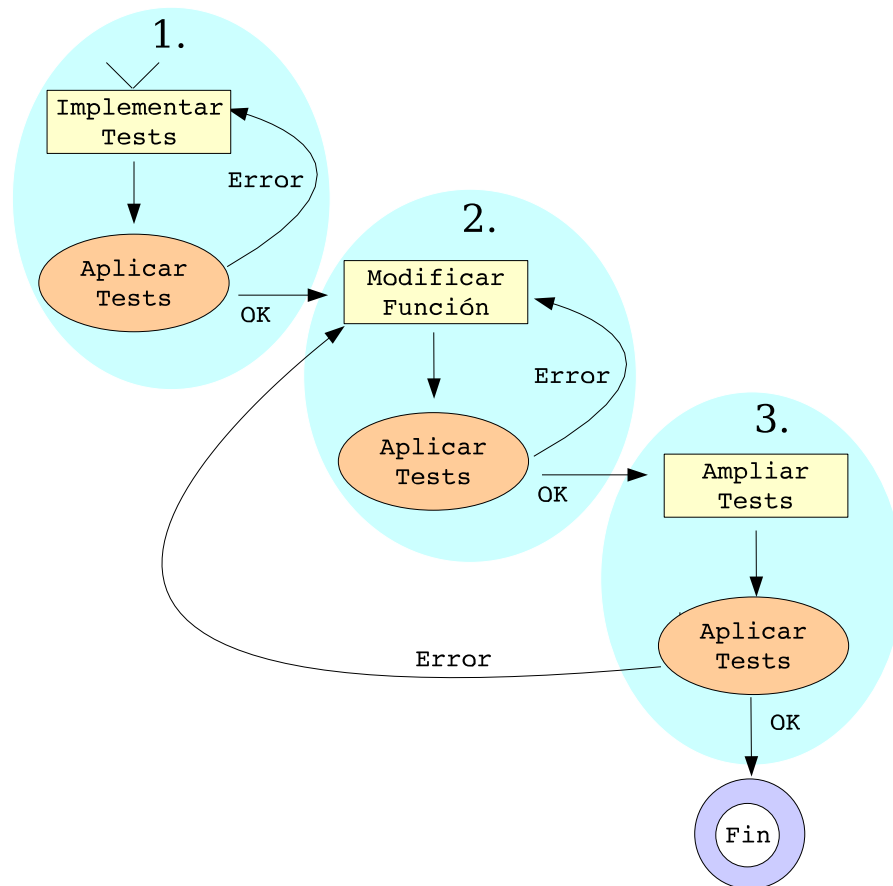 1.
Implementar
Tests
Error
Aplicar
Tests
OK
2.
Modificar
Función
Error
Aplicar
Tests
OK
3.
Ampliar
Tests
Aplicar
Tests
Error
OK
Fin